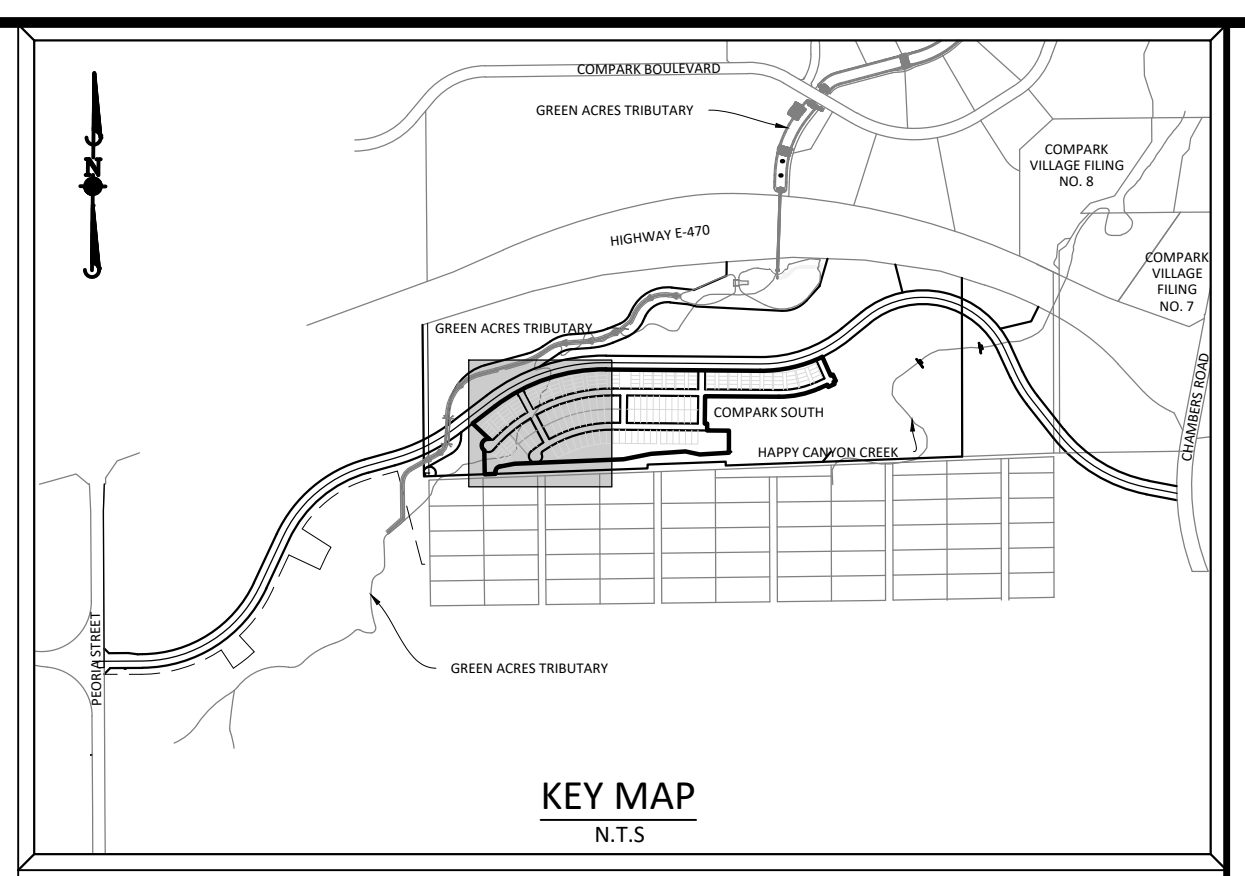 COMPARK BOULEVARD
GREEN ACRES TRIBUTARY
N
COMPARK
VILLAGE FILING
NO. 8
HIGHWAY E-470
COMPARK
VILLAGE
FILING
NO. 7
GREEN ACRES TRIBUTARY
CHAMBERS ROAD
COMPARK SOUTH
HAPPY CANYON CREEK
PEORIA STREET
GREEN ACRES TRIBUTARY
KEY MAP
N.T.S